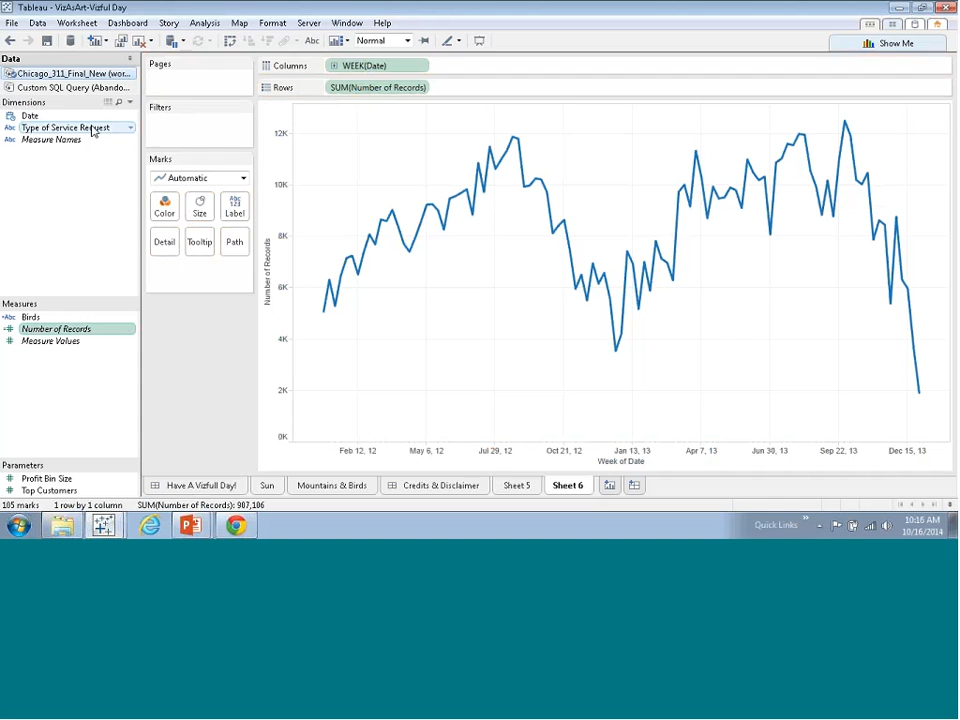 Tableau - VizAsArt-Vizful Day
File Data Worksheet Dashboard Story Analysis Map Format Server Window Help
Abc Normal Show Me
Data
Chicago_311_Final_New (wor...
Custom SQL Query (Abando...
Dimensions
Date
Abc Type of Service Request
Abc Measure Names
Measures
Abc Birds
# Number of Records
# Measure Values
Parameters
# Profit Bin Size
# Top Customers
Pages
Filters
Marks
Automatic
Color Size Abc 123 Label
Detail Tooltip Path
Columns WEEK(Date)
Rows SUM(Number of Records)
12K
10K
8K
6K
4K
2K
0K
Number of Records
Feb 12, 12 May 6, 12 Jul 29, 12 Oct 21, 12 Jan 13, 13 Apr 7, 13 Jun 30, 13 Sep 22, 13 Dec 15, 13
Week of Date
Have A Vizfull Day! Sun Mountains & Birds Credits & Disclaimer Sheet 5 Sheet 6
105 marks 1 row by 1 column SUM(Number of Records): 907,106
Quick Links
10:16 AM
10/16/2014